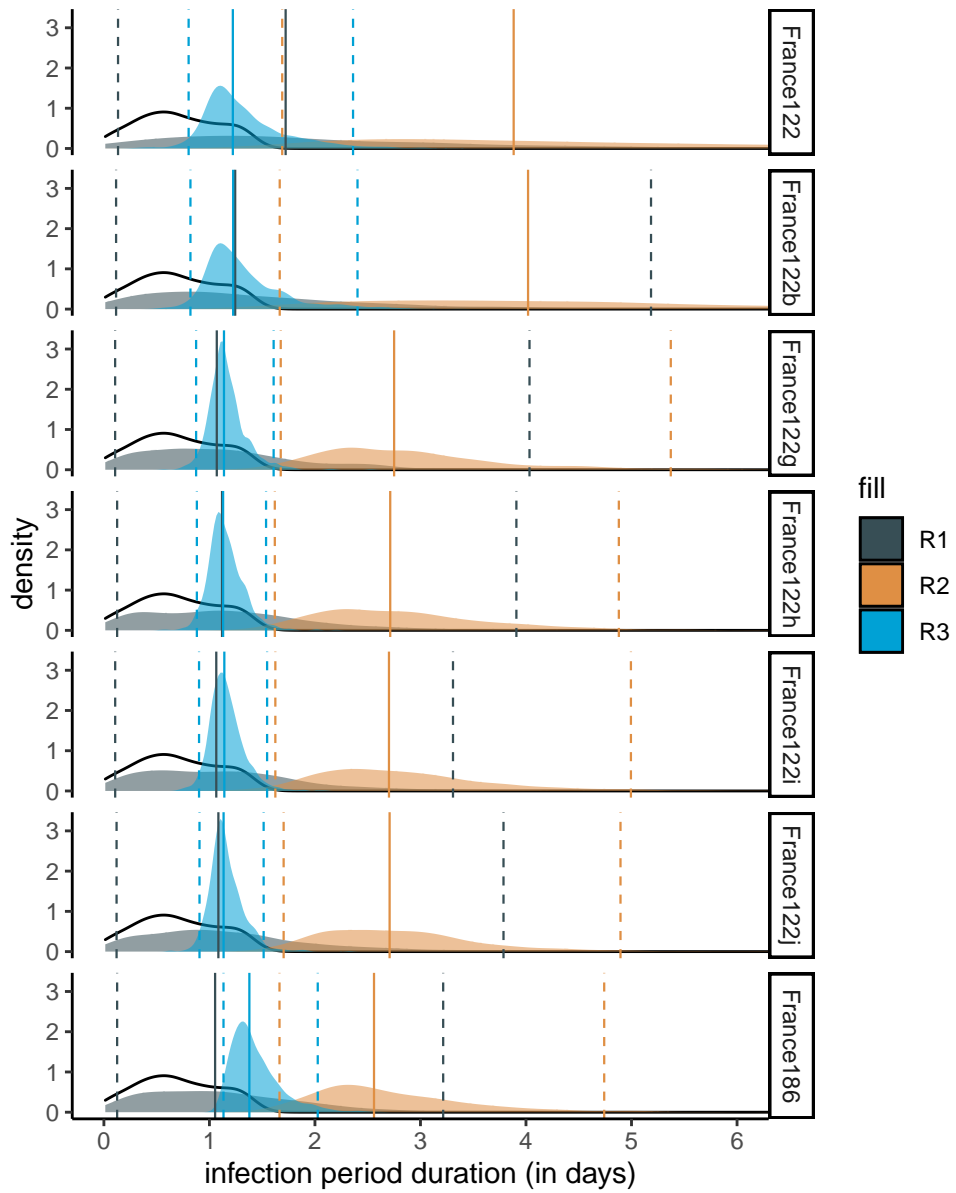 3
2
1
0
France122
3
2
1
0
France122b
3
2
1
0
France122g
3
2
1
0
France122h
3
2
1
0
France122i
3
2
1
0
France122j
3
2
1
0
France186
0 1 2 3 4 5 6
infection period duration (in days)
density
fill
R1
R2
R3